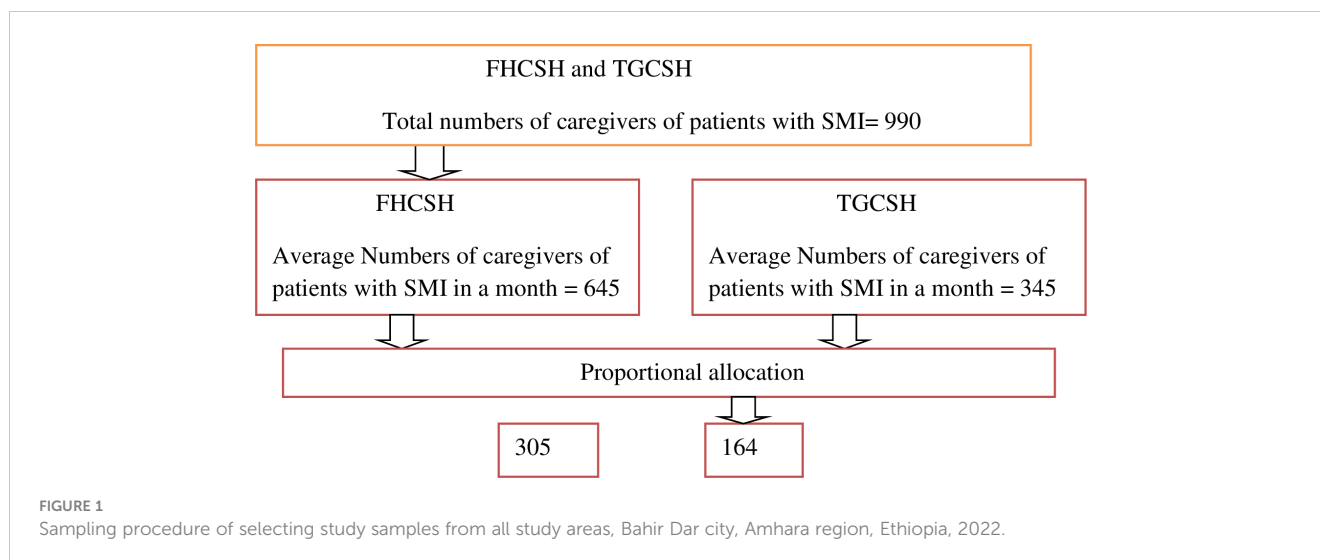 FHCSH and TGCSH
Total numbers of caregivers of patients with SMI= 990
FHCSH
Average Numbers of caregivers of
patients with SMI in a month = 645
TGCSH
Average Numbers of caregivers of
patients with SMI in a month = 345
Proportional allocation
305
164
FIGURE 1
Sampling procedure of selecting study samples from all study areas, Bahir Dar city, Amhara region, Ethiopia, 2022.